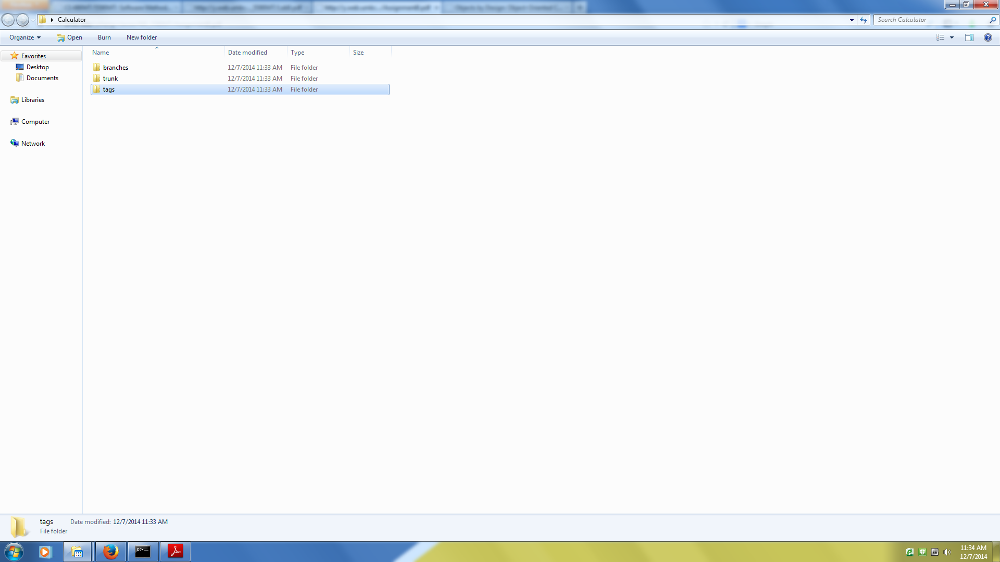 Calculator
Search Calculator
Organize Open Burn New folder
Name Date modified Type Size
Favorites
Desktop
Documents
Libraries
Computer
Network
branches 12/7/2014 11:33 AM File folder
trunk 12/7/2014 11:33 AM File folder
tags 12/7/2014 11:33 AM File folder
tags Date modified: 12/7/2014 11:33 AM
File folder
C:\._
11:34 AM
12/7/2014